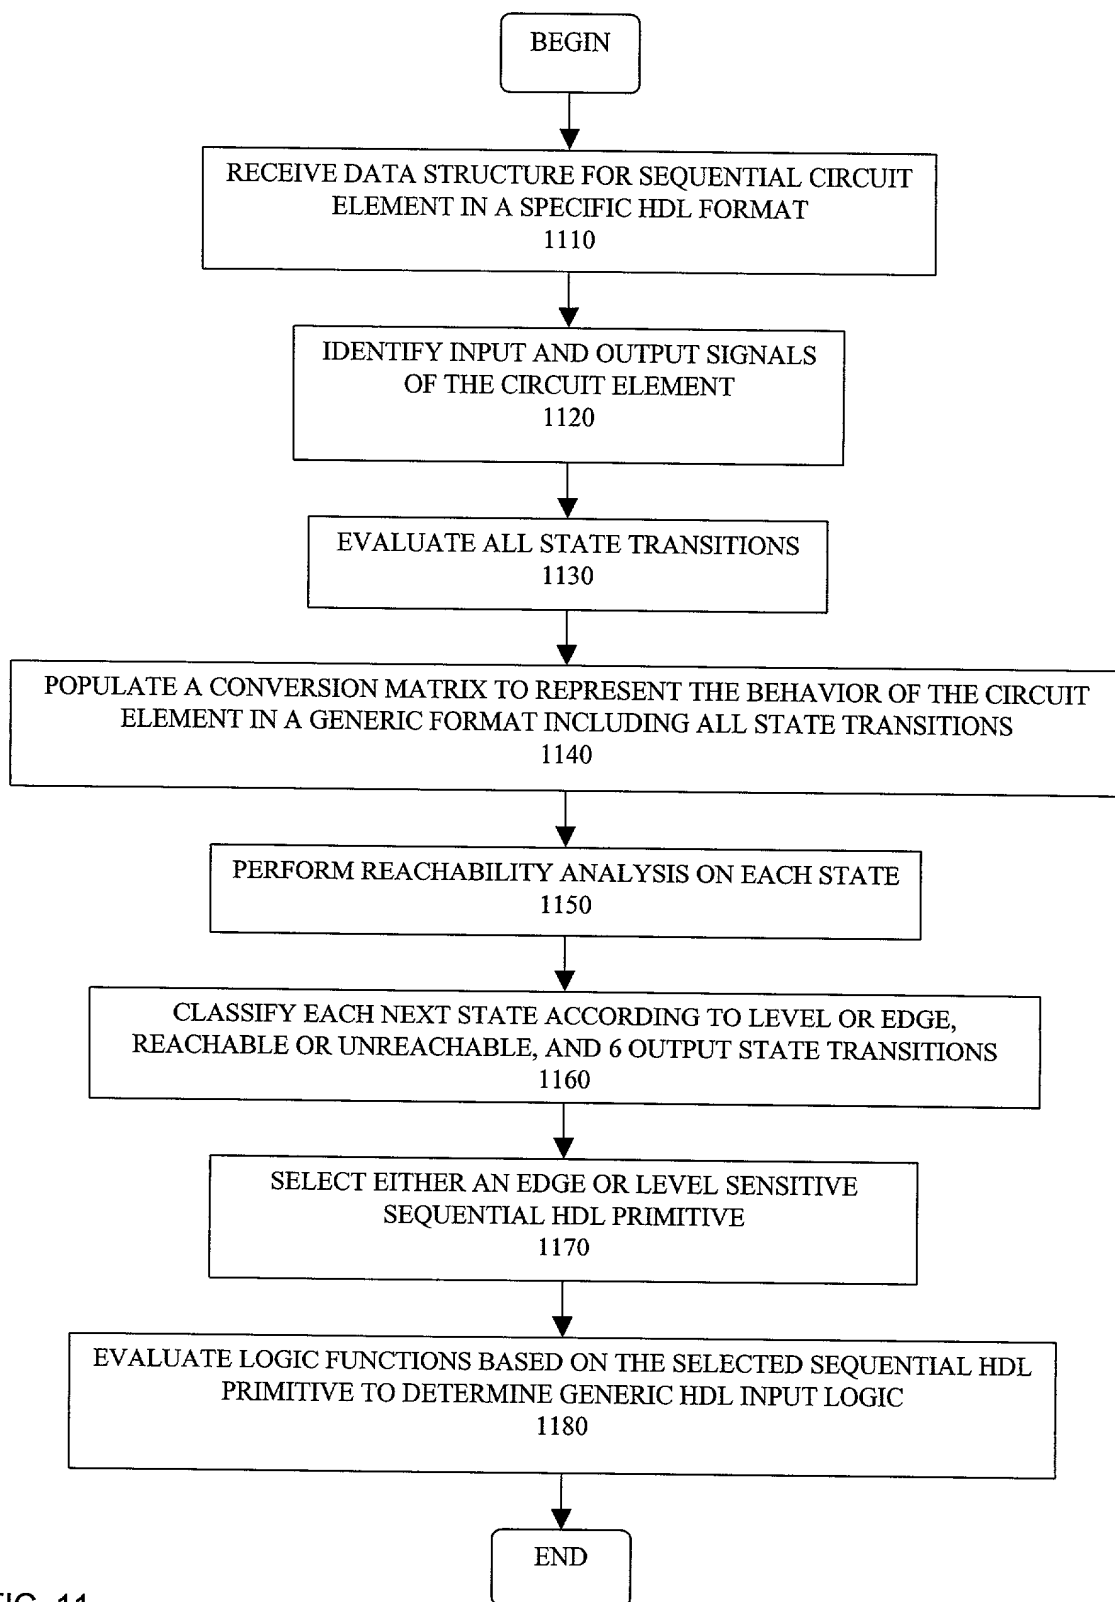 BEGIN
RECEIVE DATA STRUCTURE FOR SEQUENTIAL CIRCUIT
ELEMENT IN A SPECIFIC HDL FORMAT
1110
IDENTIFY INPUT AND OUTPUT SIGNALS
OF THE CIRCUIT ELEMENT
1120
EVALUATE ALL STATE TRANSITIONS
1130
POPULATE A CONVERSION MATRIX TO REPRESENT THE BEHAVIOR OF THE CIRCUIT
ELEMENT IN A GENERIC FORMAT INCLUDING ALL STATE TRANSITIONS
1140
PERFORM REACHABILITY ANALYSIS ON EACH STATE
1150
CLASSIFY EACH NEXT STATE ACCORDING TO LEVEL OR EDGE,
REACHABLE OR UNREACHABLE, AND 6 OUTPUT STATE TRANSITIONS
1160
SELECT EITHER AN EDGE OR LEVEL SENSITIVE
SEQUENTIAL HDL PRIMITIVE
1170
EVALUATE LOGIC FUNCTIONS BASED ON THE SELECTED SEQUENTIAL HDL
PRIMITIVE TO DETERMINE GENERIC HDL INPUT LOGIC
1180
END